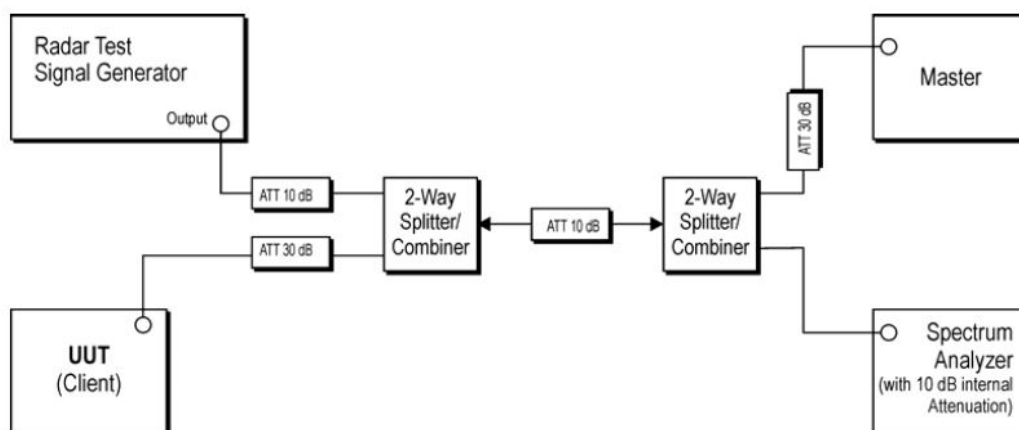 Radar Test
Signal Generator
Output
ATT 10 dB
2-Way
Splitter/
Combiner
ATT 30 dB
UUT
(Client)
ATT 10 dB
2-Way
Splitter/
Combiner
ATT 30 dB
Master
Spectrum
Analyzer
(with 10 dB internal
Attenuation)